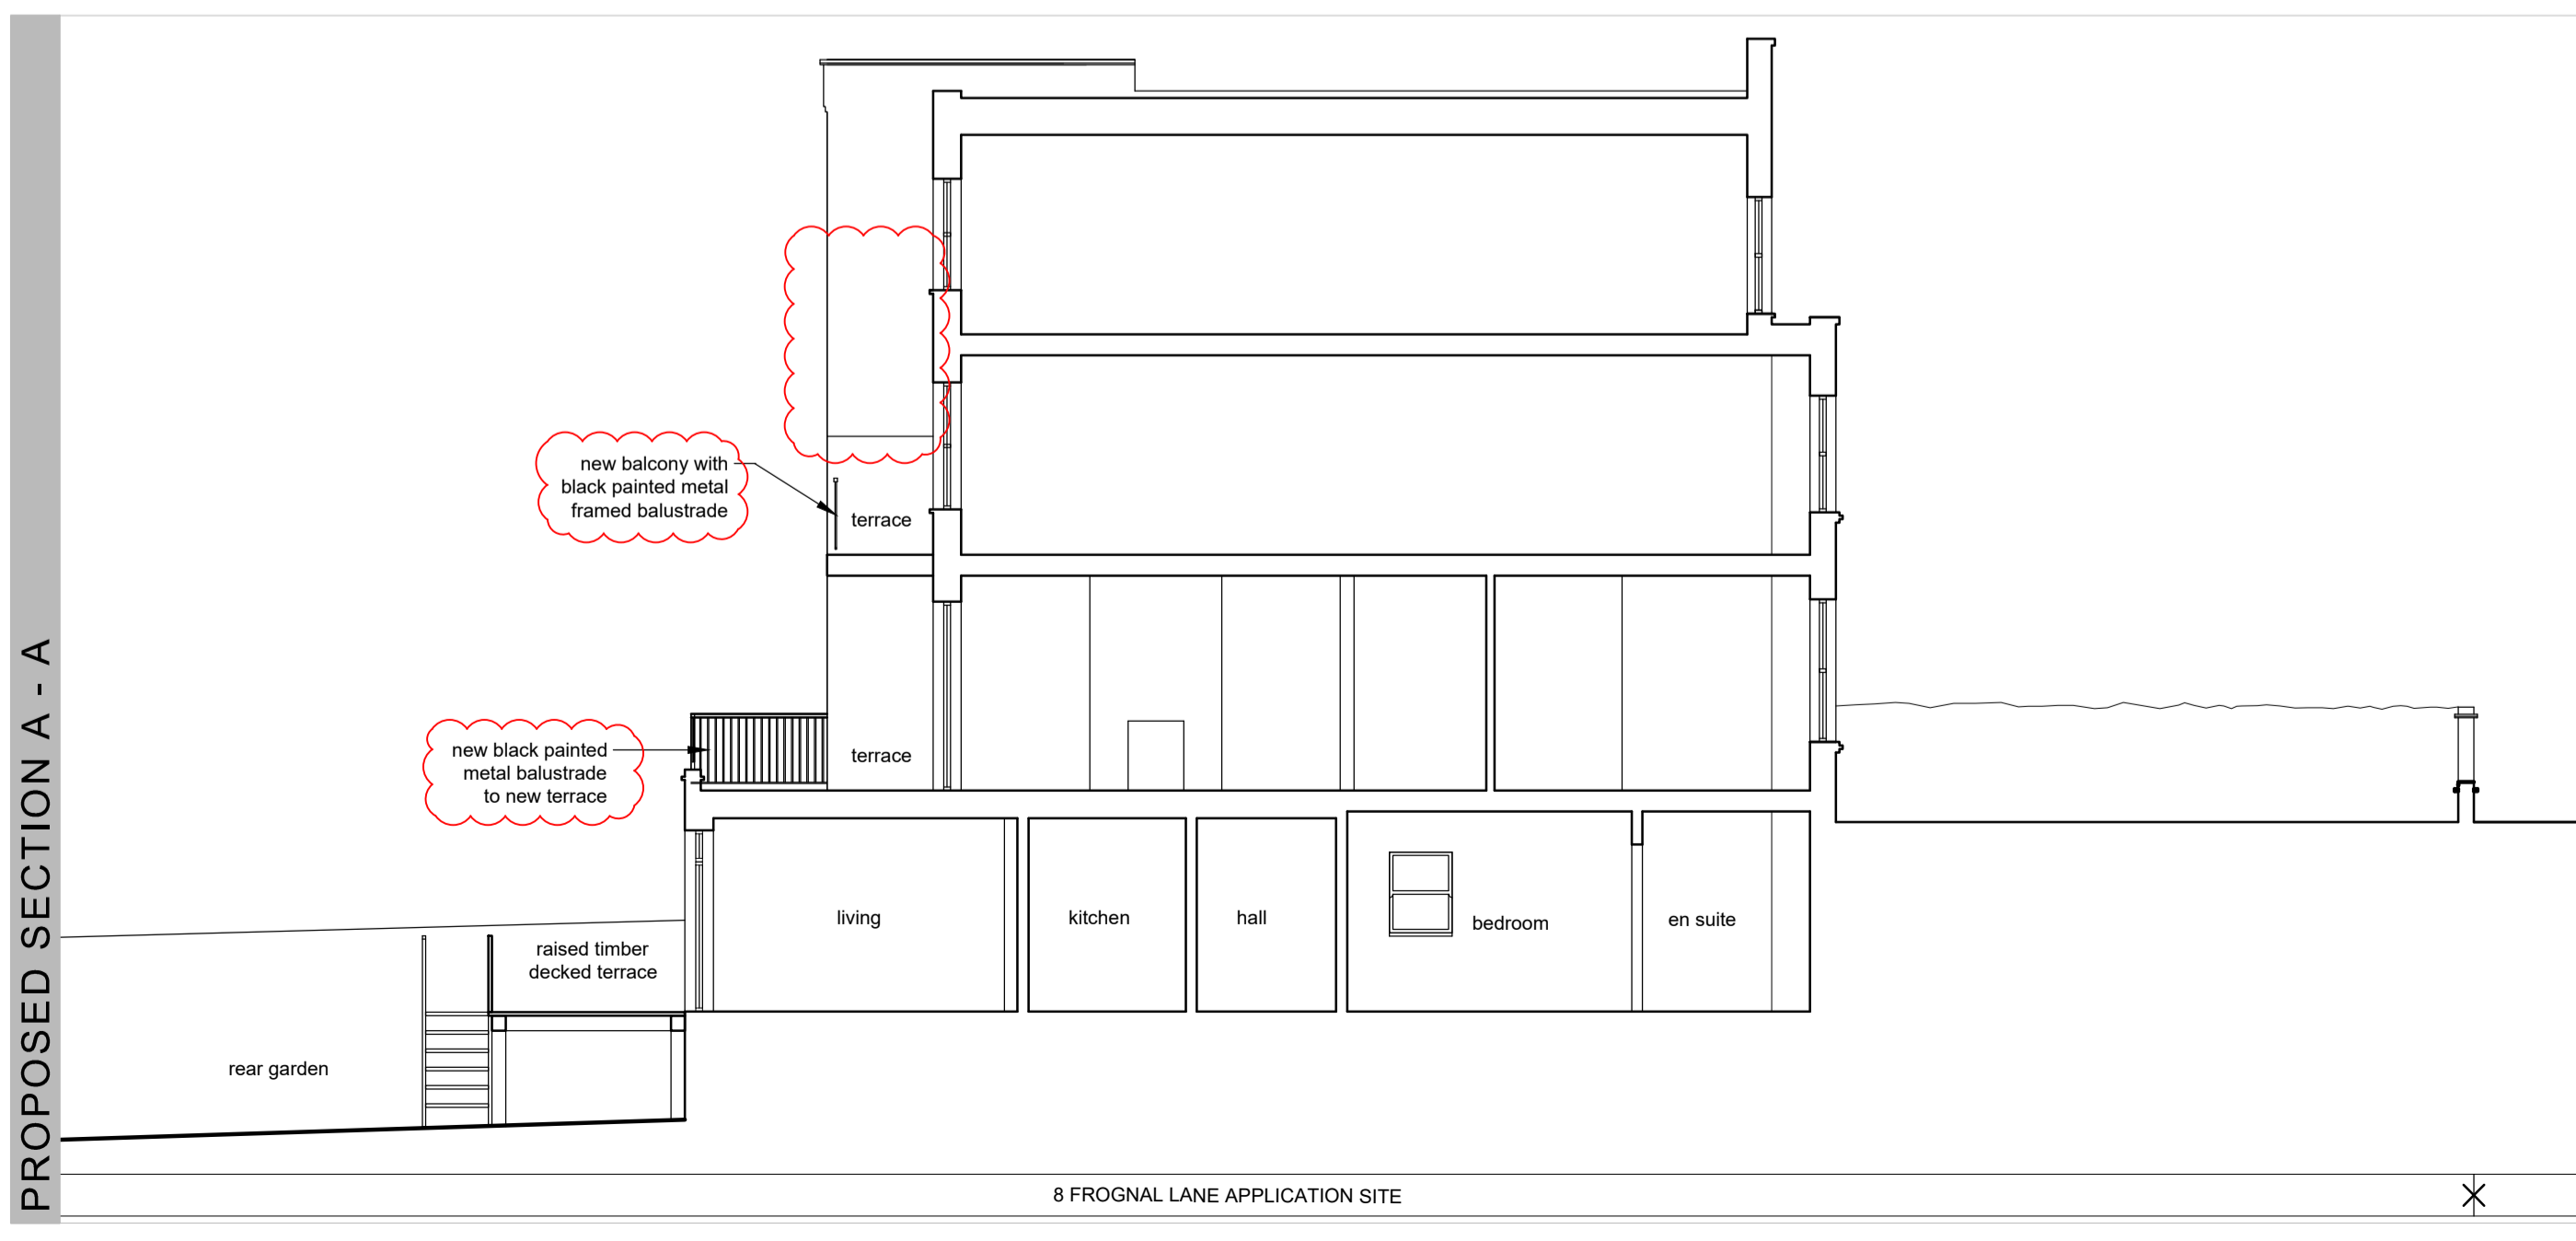 PROPOSED SECTION A - A
new balcony with
black painted metal
framed balustrade
terrace
new black painted
metal balustrade
to new terrace
terrace
living
kitchen
hall
bedroom
en suite
raised timber
decked terrace
rear garden
8 FROGNAL LANE APPLICATION SITE